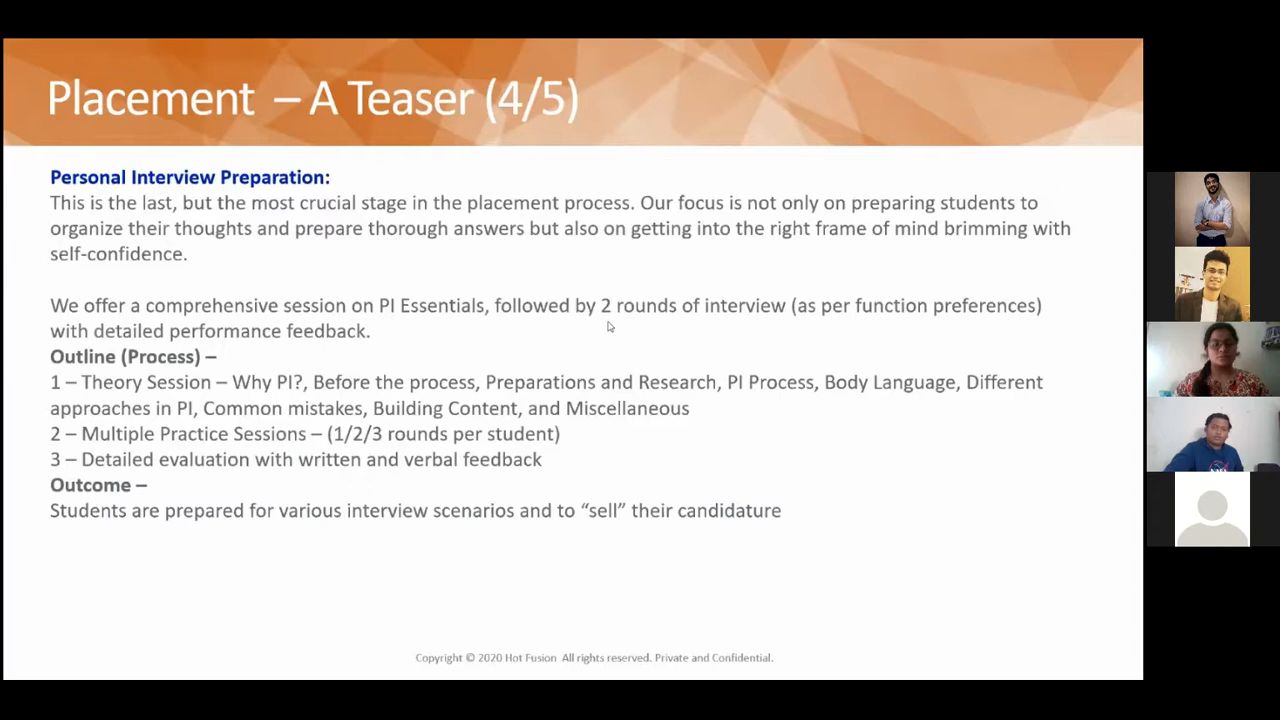 Placement – A Teaser (4/5)
Personal Interview Preparation:
This is the last, but the most crucial stage in the placement process. Our focus is not only on preparing students to
organize their thoughts and prepare thorough answers but also on getting into the right frame of mind brimming with
self-confidence.
We offer a comprehensive session on PI Essentials, followed by 2 rounds of interview (as per function preferences)
with detailed performance feedback.
Outline (Process) –
1 – Theory Session – Why PI?, Before the process, Preparations and Research, PI Process, Body Language, Different
approaches in PI, Common mistakes, Building Content, and Miscellaneous
2 – Multiple Practice Sessions – (1/2/3 rounds per student)
3 – Detailed evaluation with written and verbal feedback
Outcome –
Students are prepared for various interview scenarios and to “sell” their candidature
Copyright © 2020 Hot Fusion All rights reserved. Private and Confidential.